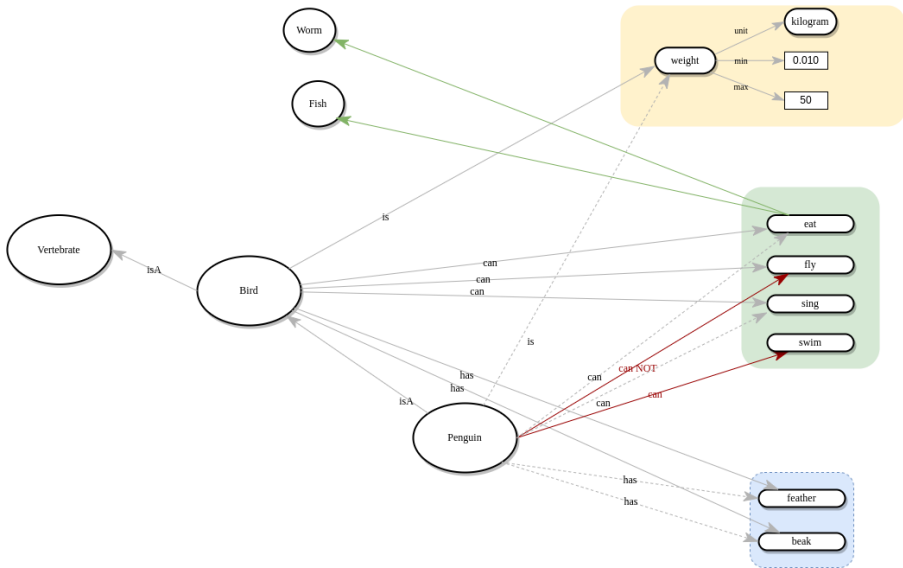 Worm
Fish
Vertebrate
isA
Bird
is
weight
unit
kilogram
min
0.010
max
50
can
can
can
eat
fly
sing
swim
is
can
can NOT
can
can
has
has
isA
Penguin
has
has
feather
beak